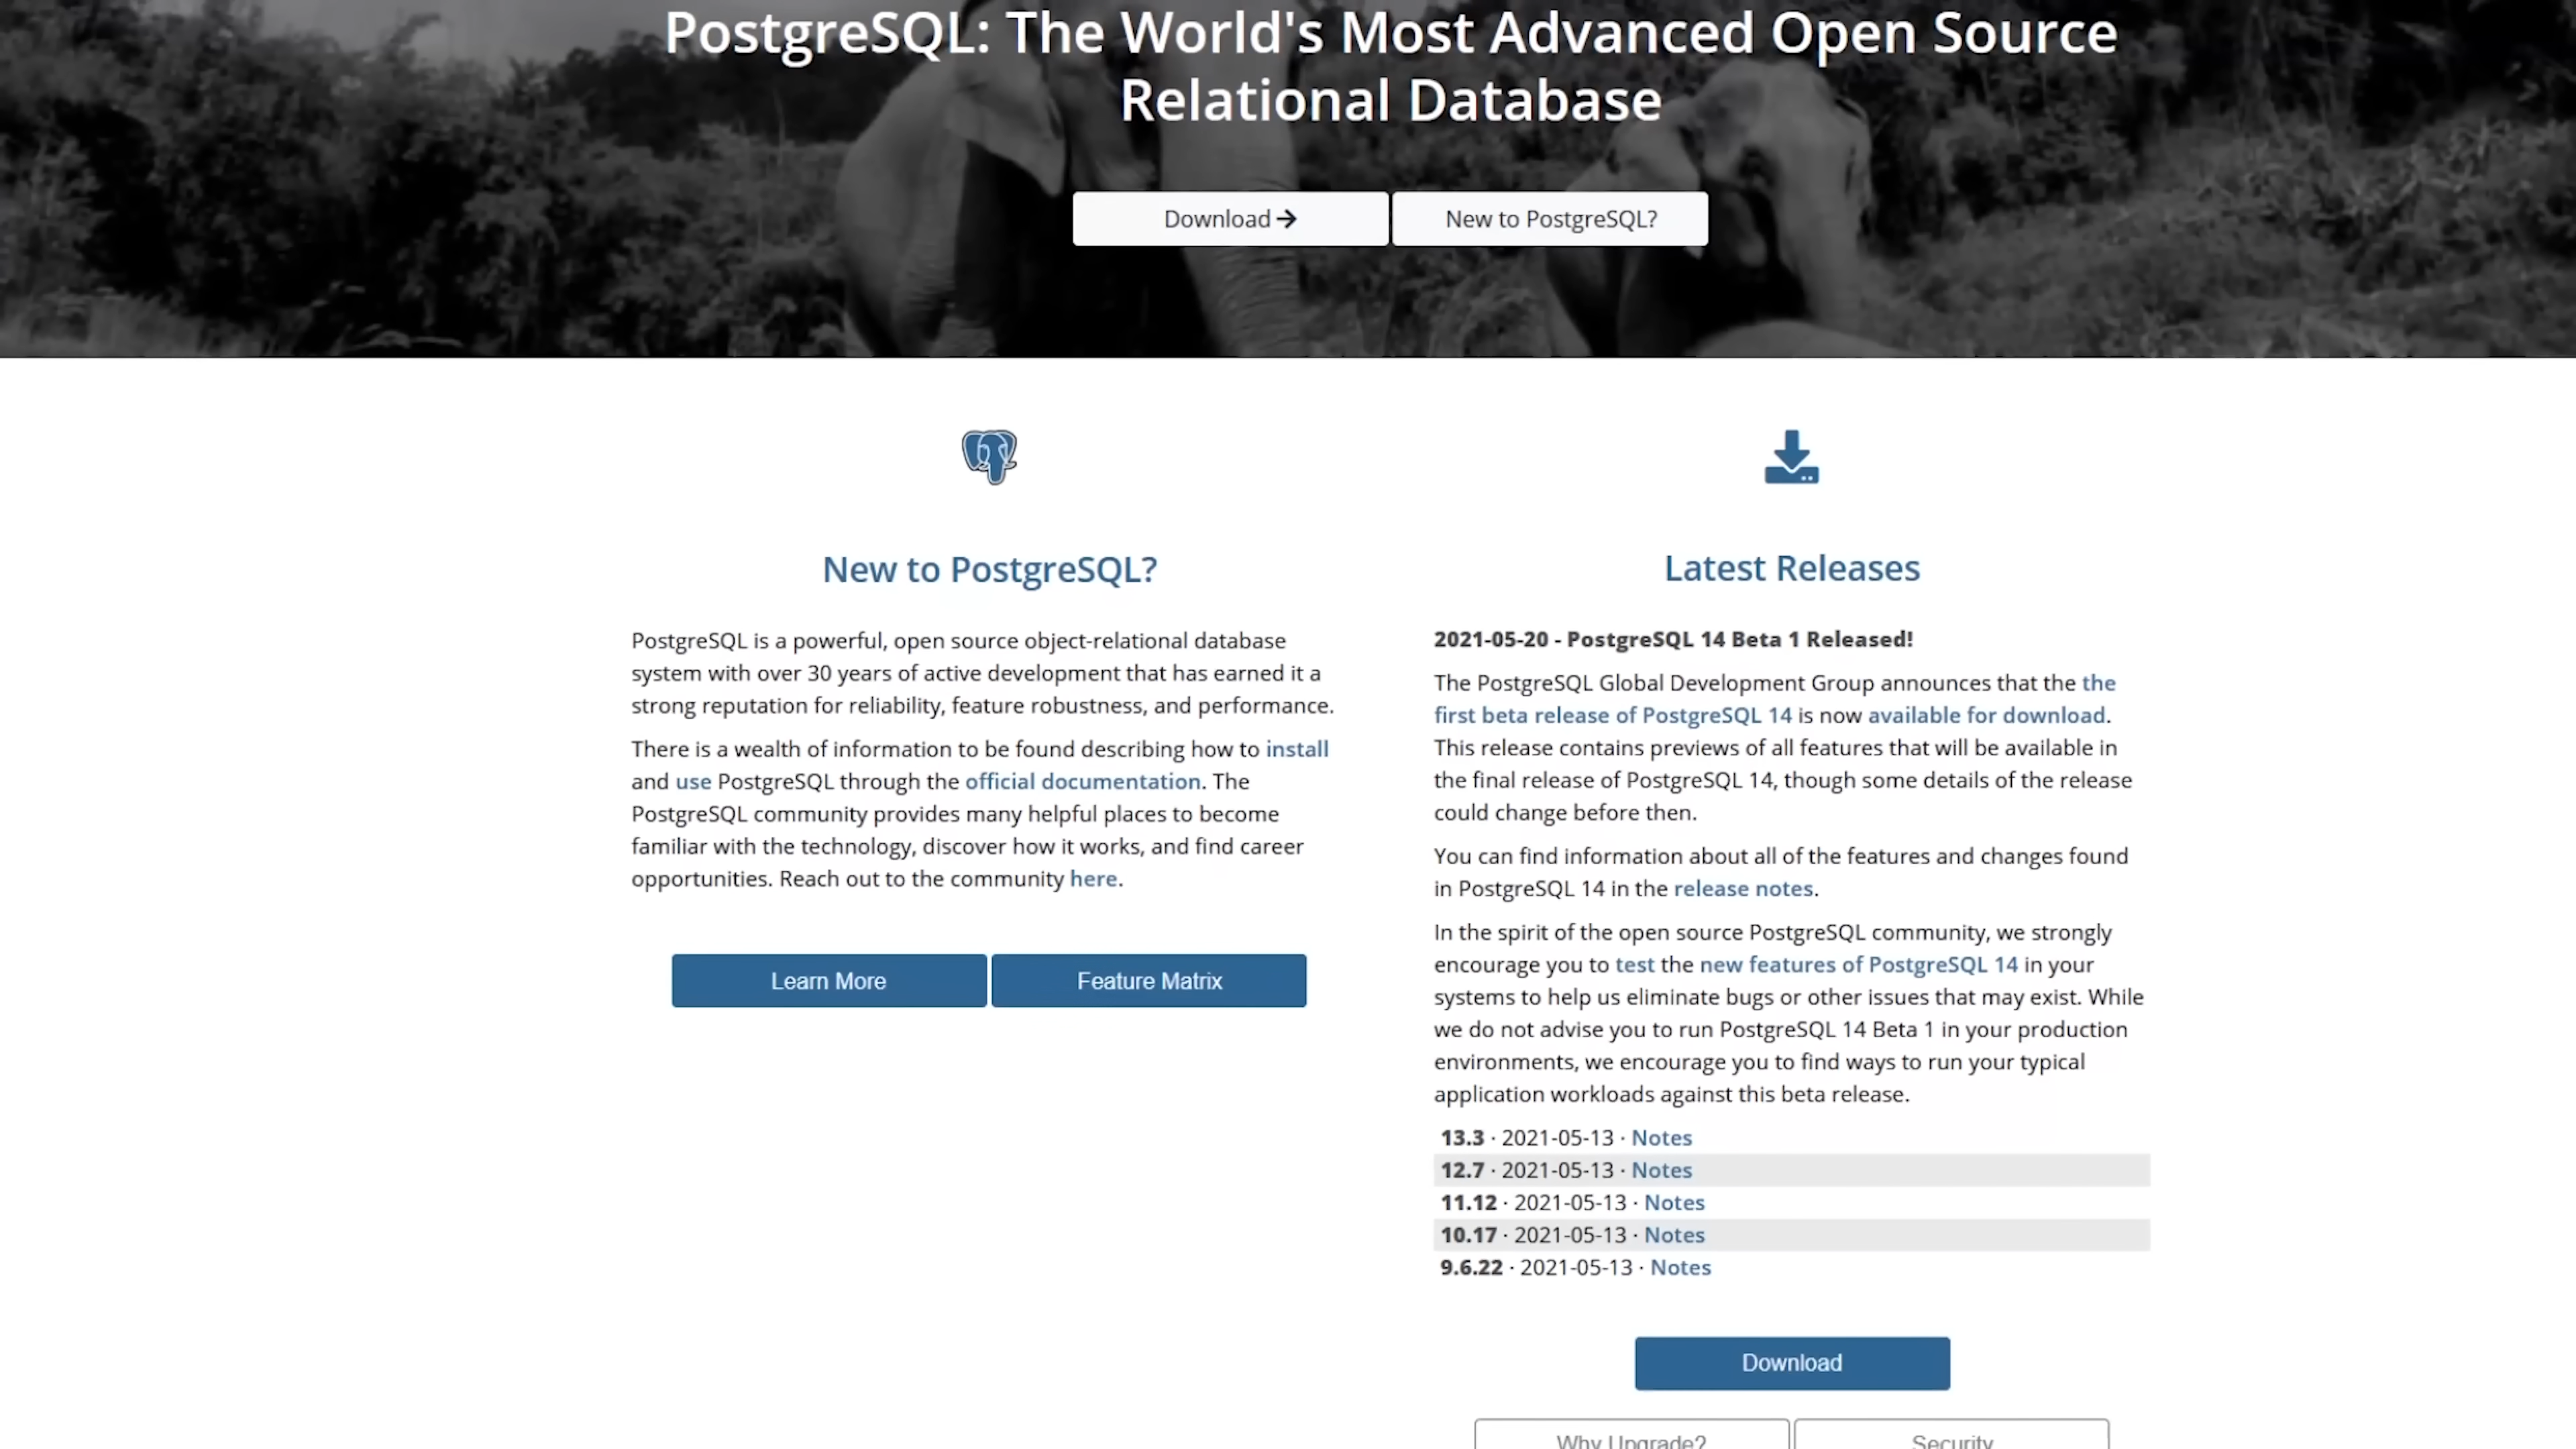 PostgreSQL: The World's Most Advanced Open Source
Relational Database
Download
New to PostgreSQL?
New to PostgreSQL?
PostgreSQL is a powerful, open source object-relational database
system with over 30 years of active development that has earned it a
strong reputation for reliability, feature robustness, and performance.
There is a wealth of information to be found describing how to install
and use PostgreSQL through the official documentation. The
PostgreSQL community provides many helpful places to become
familiar with the technology, discover how it works, and find career
opportunities. Reach out to the community here.
Learn More
Feature Matrix
Latest Releases
2021-05-20 - PostgreSQL 14 Beta 1 Released!
The PostgreSQL Global Development Group announces that the the
first beta release of PostgreSQL 14 is now available for download.
This release contains previews of all features that will be available in
the final release of PostgreSQL 14, though some details of the release
could change before then.
You can find information about all of the features and changes found
in PostgreSQL 14 in the release notes.
In the spirit of the open source PostgreSQL community, we strongly
encourage you to test the new features of PostgreSQL 14 in your
systems to help us eliminate bugs or other issues that may exist. While
we do not advise you to run PostgreSQL 14 Beta 1 in your production
environments, we encourage you to find ways to run your typical
application workloads against this beta release.
13.3 · 2021-05-13 · Notes
12.7 · 2021-05-13 · Notes
11.12 · 2021-05-13 · Notes
10.17 · 2021-05-13 · Notes
9.6.22 · 2021-05-13 · Notes
Download
Why Upgrade?
Security